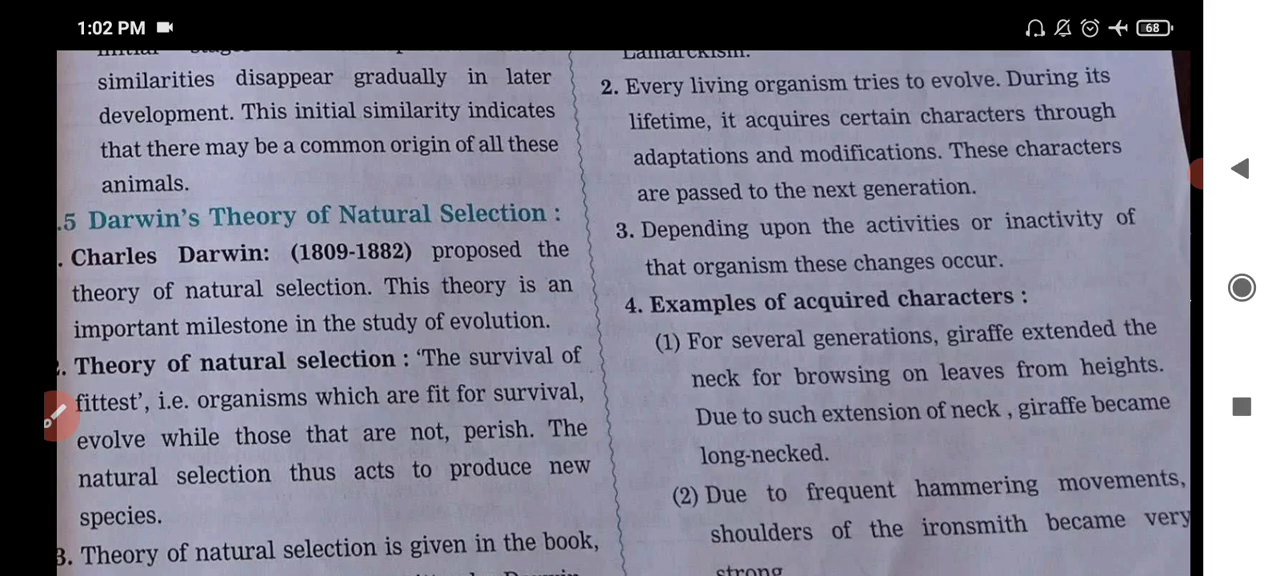 1:02 PM
68
similarities disappear gradually in later
development. This initial similarity indicates
that there may be a common origin of all these
animals.
.5 Darwin's Theory of Natural Selection :
. Charles Darwin: (1809-1882) proposed the
theory of natural selection. This theory is an
important milestone in the study of evolution.
. Theory of natural selection : 'The survival of
fittest', i.e. organisms which are fit for survival,
evolve while those that are not, perish. The
natural selection thus acts to produce new
species.
3. Theory of natural selection is given in the book,
Lamarckism.
2. Every living organism tries to evolve. During its
lifetime, it acquires certain characters through
adaptations and modifications. These characters
are passed to the next generation.
3. Depending upon the activities or inactivity of
that organism these changes occur.
4. Examples of acquired characters :
(1) For several generations, giraffe extended the
neck for browsing on leaves from heights.
Due to such extension of neck , giraffe became
long-necked.
(2) Due to frequent hammering movements,
shoulders of the ironsmith became very
strong